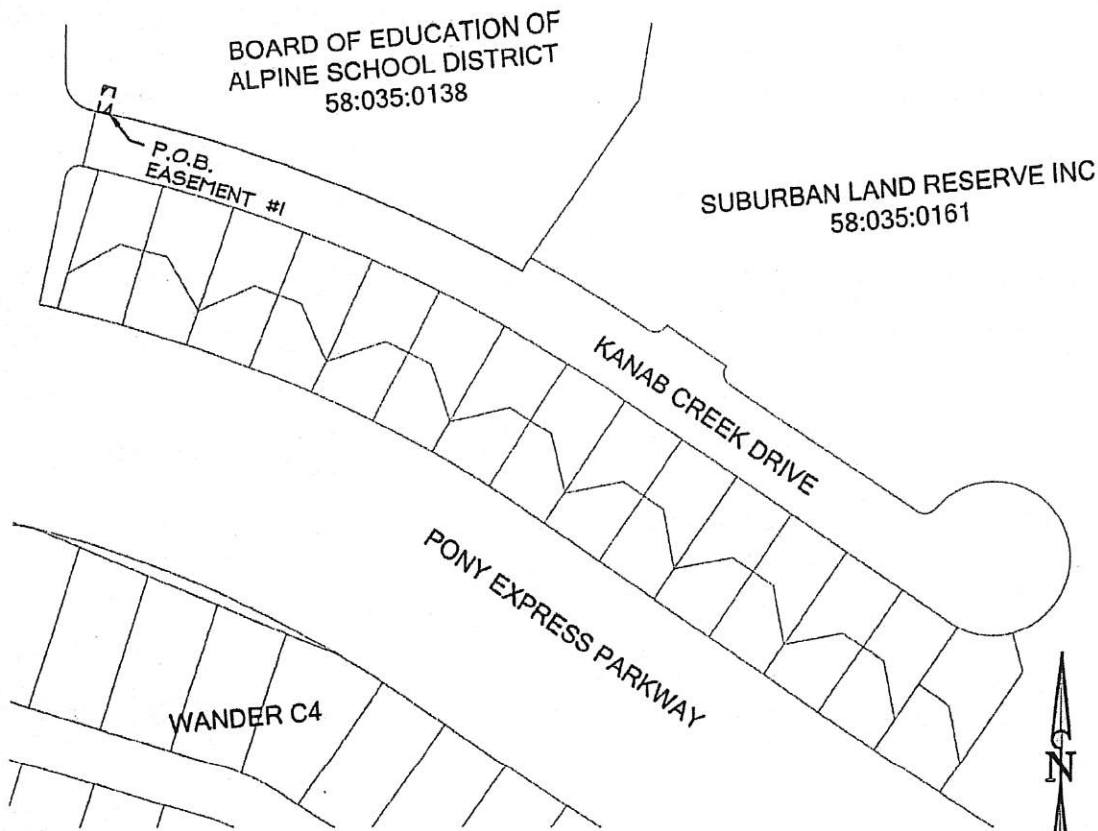 BOARD OF EDUCATION OF
ALPINE SCHOOL DISTRICT
58:035:0138
P.O.B.
EASEMENT #1
SUBURBAN LAND RESERVE INC
58:035:0161
KANAB CREEK DRIVE
PONY EXPRESS PARKWAY
WANDER C4
N